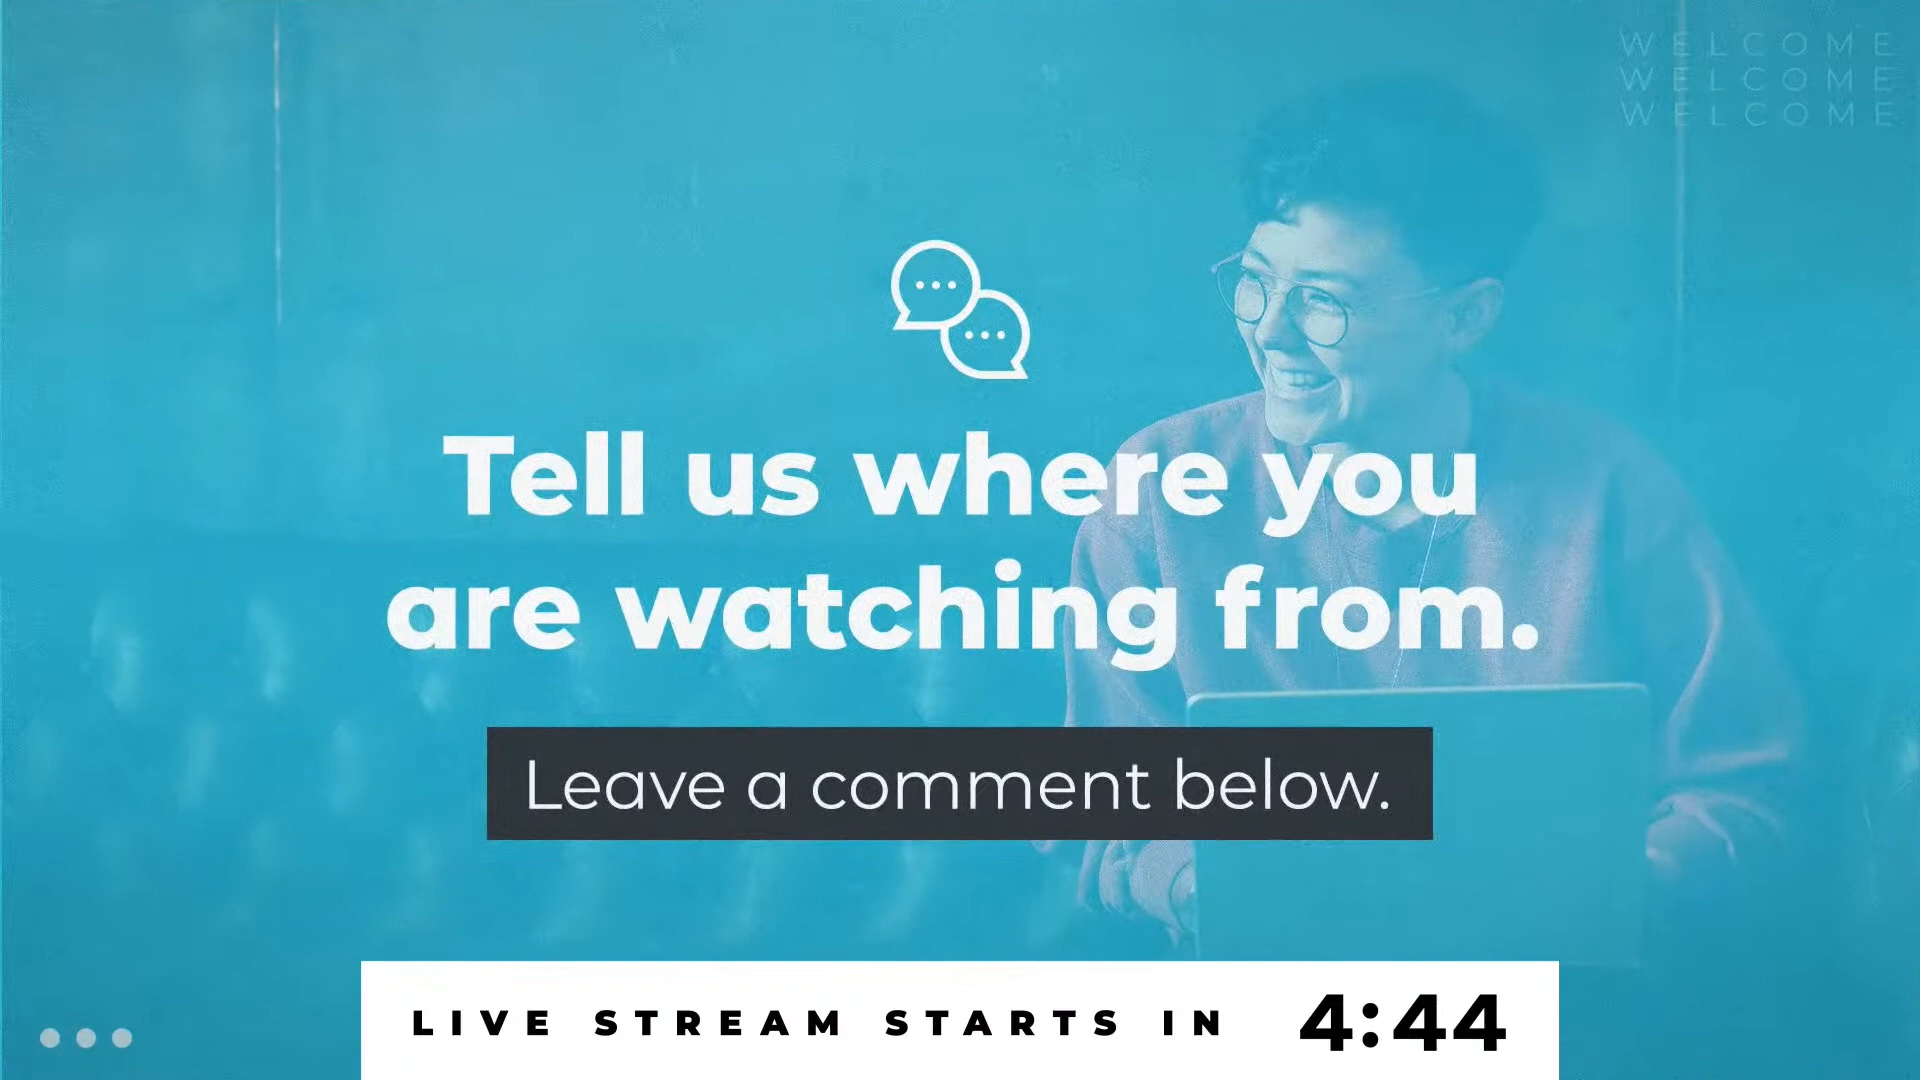 WELCOME
WELCOME
WELCOME
Tell us where you
are watching from.
Leave a comment below.
LIVE STREAM STARTS IN 4:44